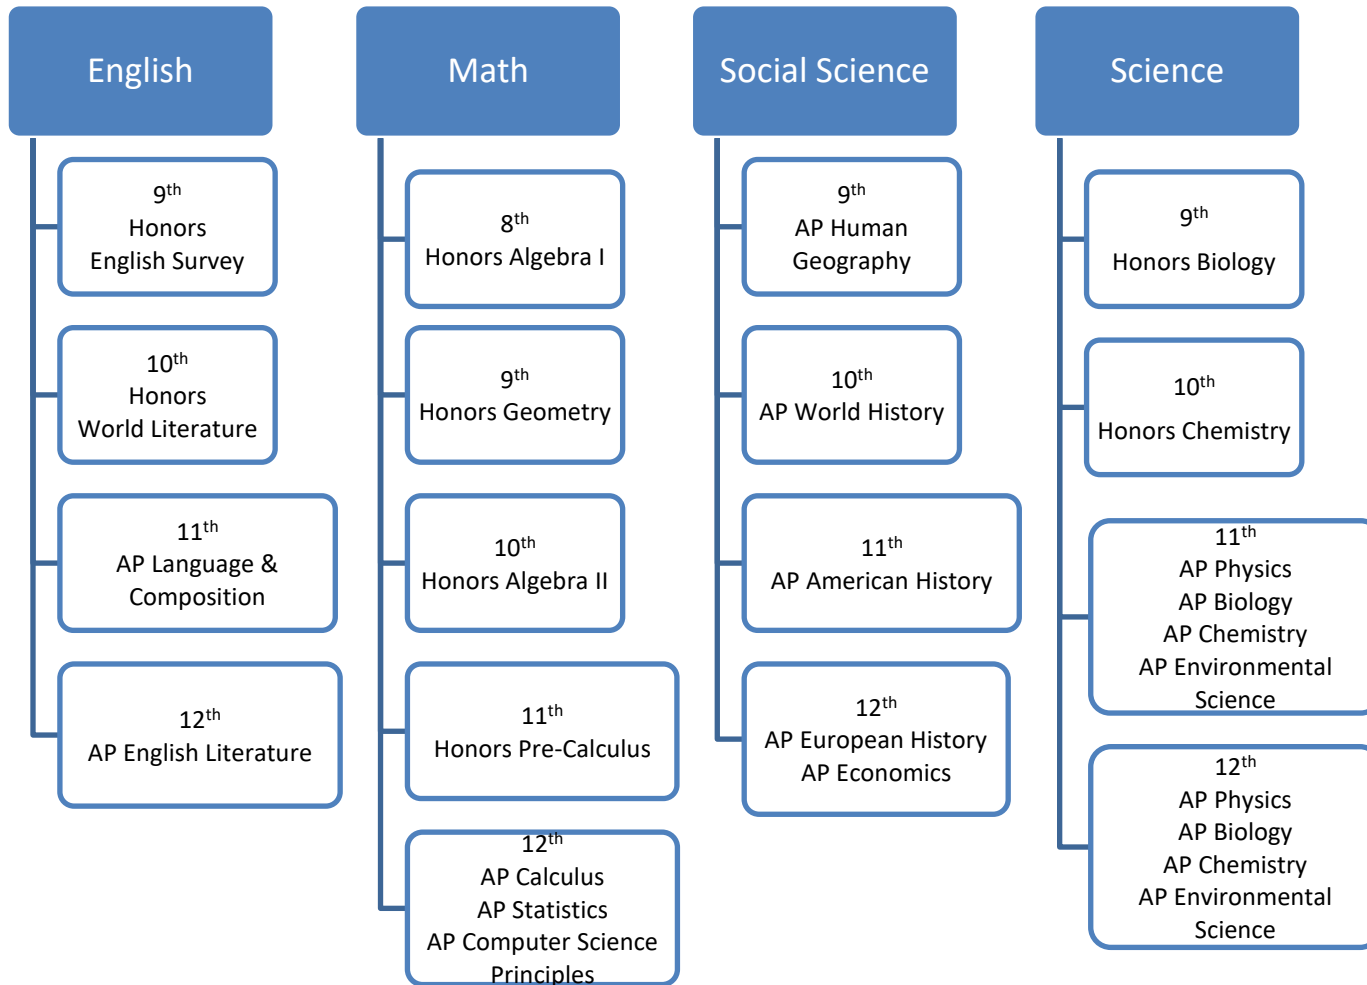 English
9th
Honors
English Survey
10th
Honors
World Literature
11th
AP Language &
Composition
12th
AP English Literature
Math
8th
Honors Algebra I
9th
Honors Geometry
10th
Honors Algebra II
11th
Honors Pre-Calculus
12th
AP Calculus
AP Statistics
AP Computer Science
Principles
Social Science
9th
AP Human
Geography
10th
AP World History
11th
AP American History
12th
AP European History
AP Economics
Science
9th
Honors Biology
10th
Honors Chemistry
11th
AP Physics
AP Biology
AP Chemistry
AP Environmental
Science
12th
AP Physics
AP Biology
AP Chemistry
AP Environmental
Science